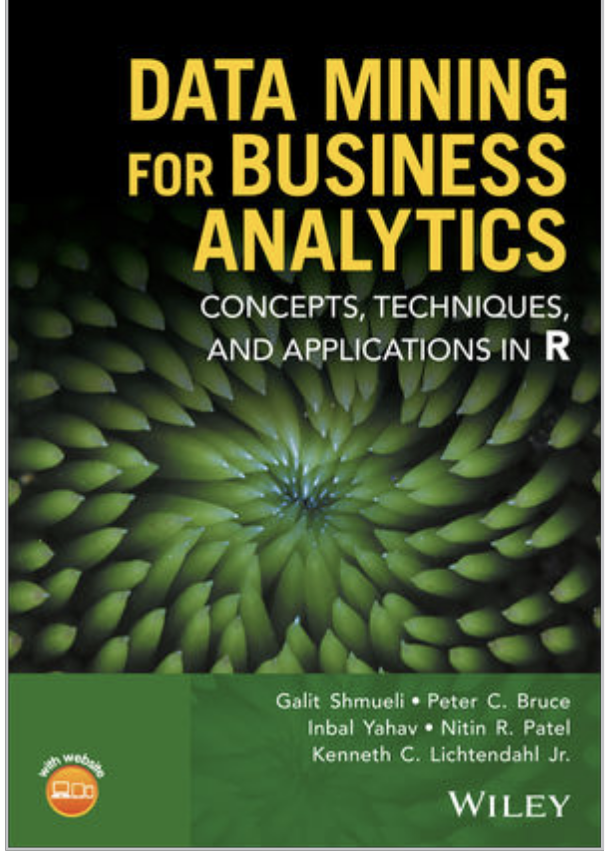 DATA MINING
FOR BUSINESS
ANALYTICS
CONCEPTS, TECHNIQUES,
AND APPLICATIONS IN R
Galit Shmueli • Peter C. Bruce
Inbal Yahav • Nitin R. Patel
Kenneth C. Lichtendahl Jr.
with website
WILEY